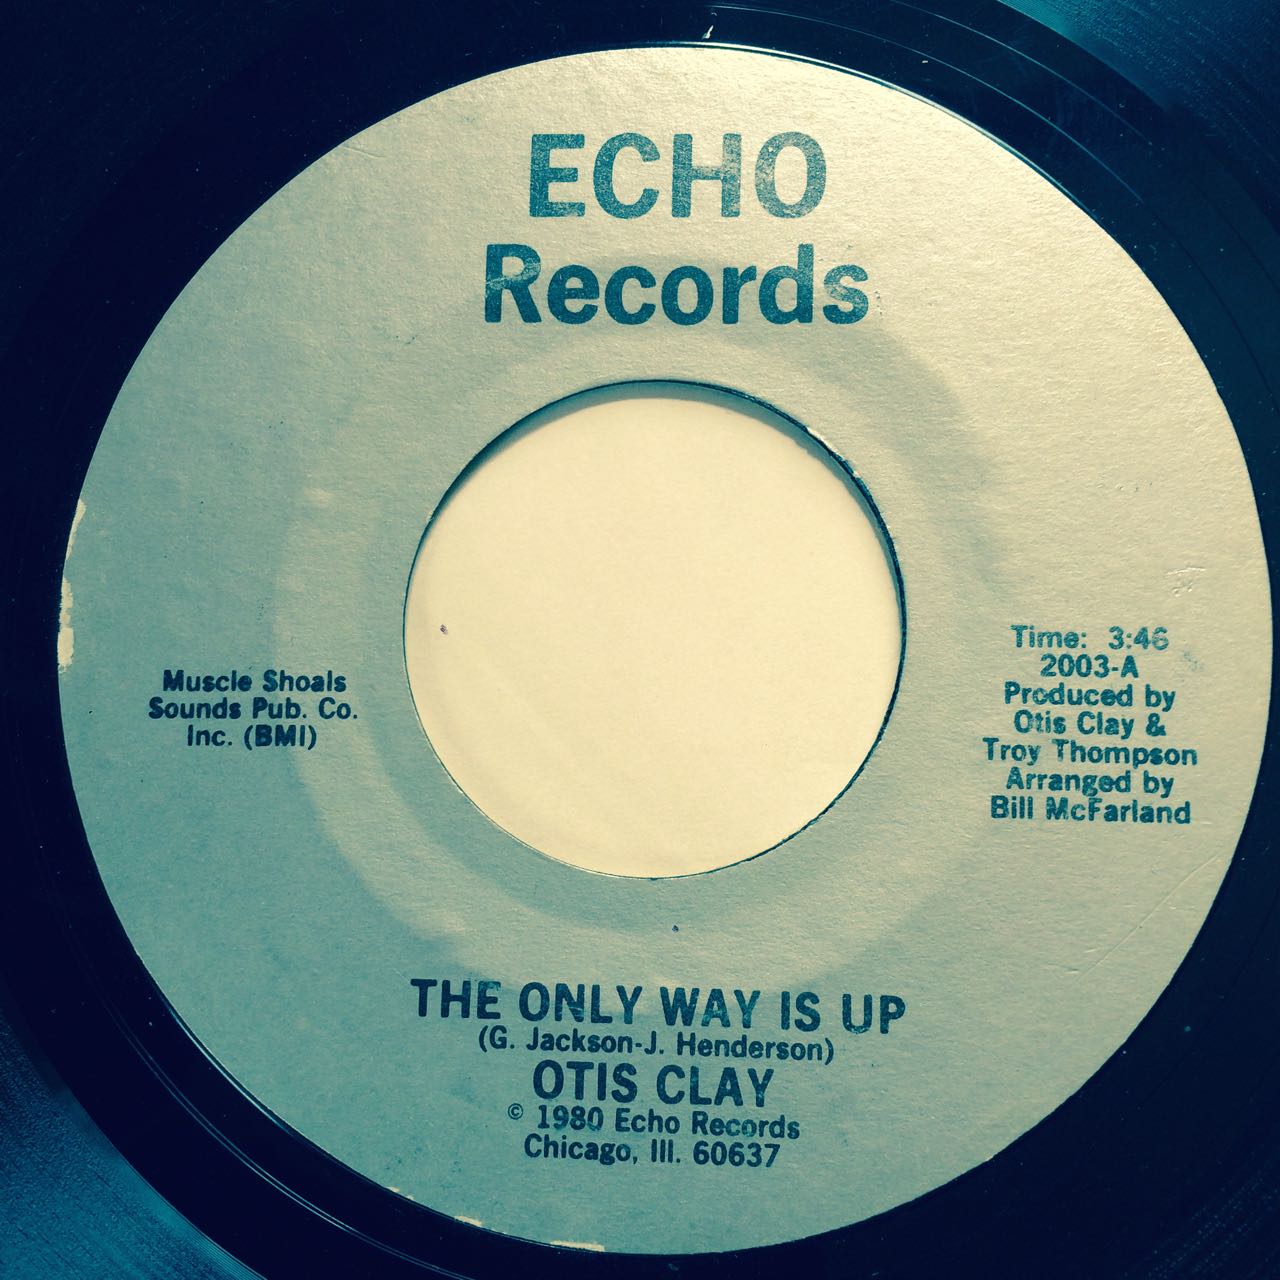 ECHO
Records
Muscle Shoals
Sounds Pub. Co.
Inc. (BMI)
Time: 3:46
2003-A
Produced by
Otis Clay &
Troy Thompson
Arranged by
Bill McFarland
THE ONLY WAY IS UP
(G. Jackson-J. Henderson)
OTIS CLAY
© 1980 Echo Records
Chicago, Ill. 60637